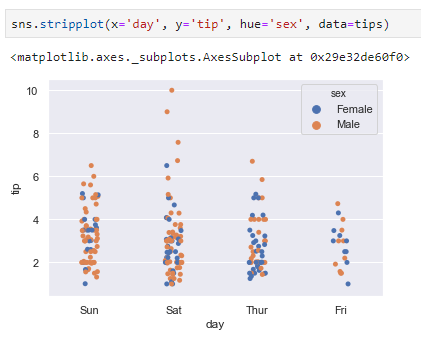 sns.stripplot(x='day', y='tip', hue='sex', data=tips)
<matplotlib.axes._subplots.AxesSubplot at 0x29e32de60f0>
sex
Female
Male
10
8
6
4
2
tip
Sun Sat Thur Fri
day